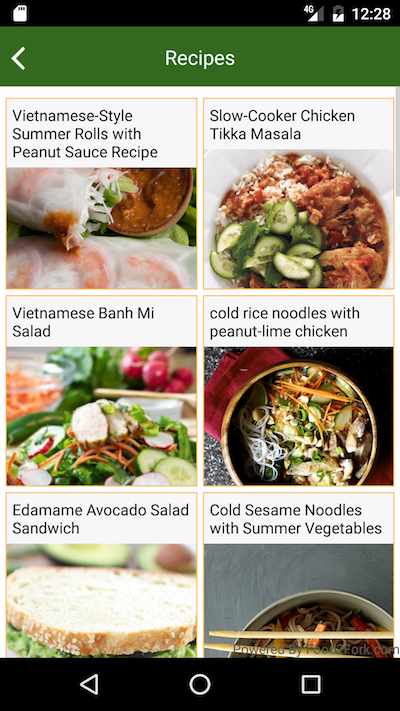 4G 12:28
Recipes
Vietnamese-Style
Summer Rolls with
Peanut Sauce Recipe
Slow-Cooker Chicken
Tikka Masala
Vietnamese Banh Mi
Salad
cold rice noodles with
peanut-lime chicken
Edamame Avocado Salad
Sandwich
Cold Sesame Noodles
with Summer Vegetables
Powered By Food2Fork.com